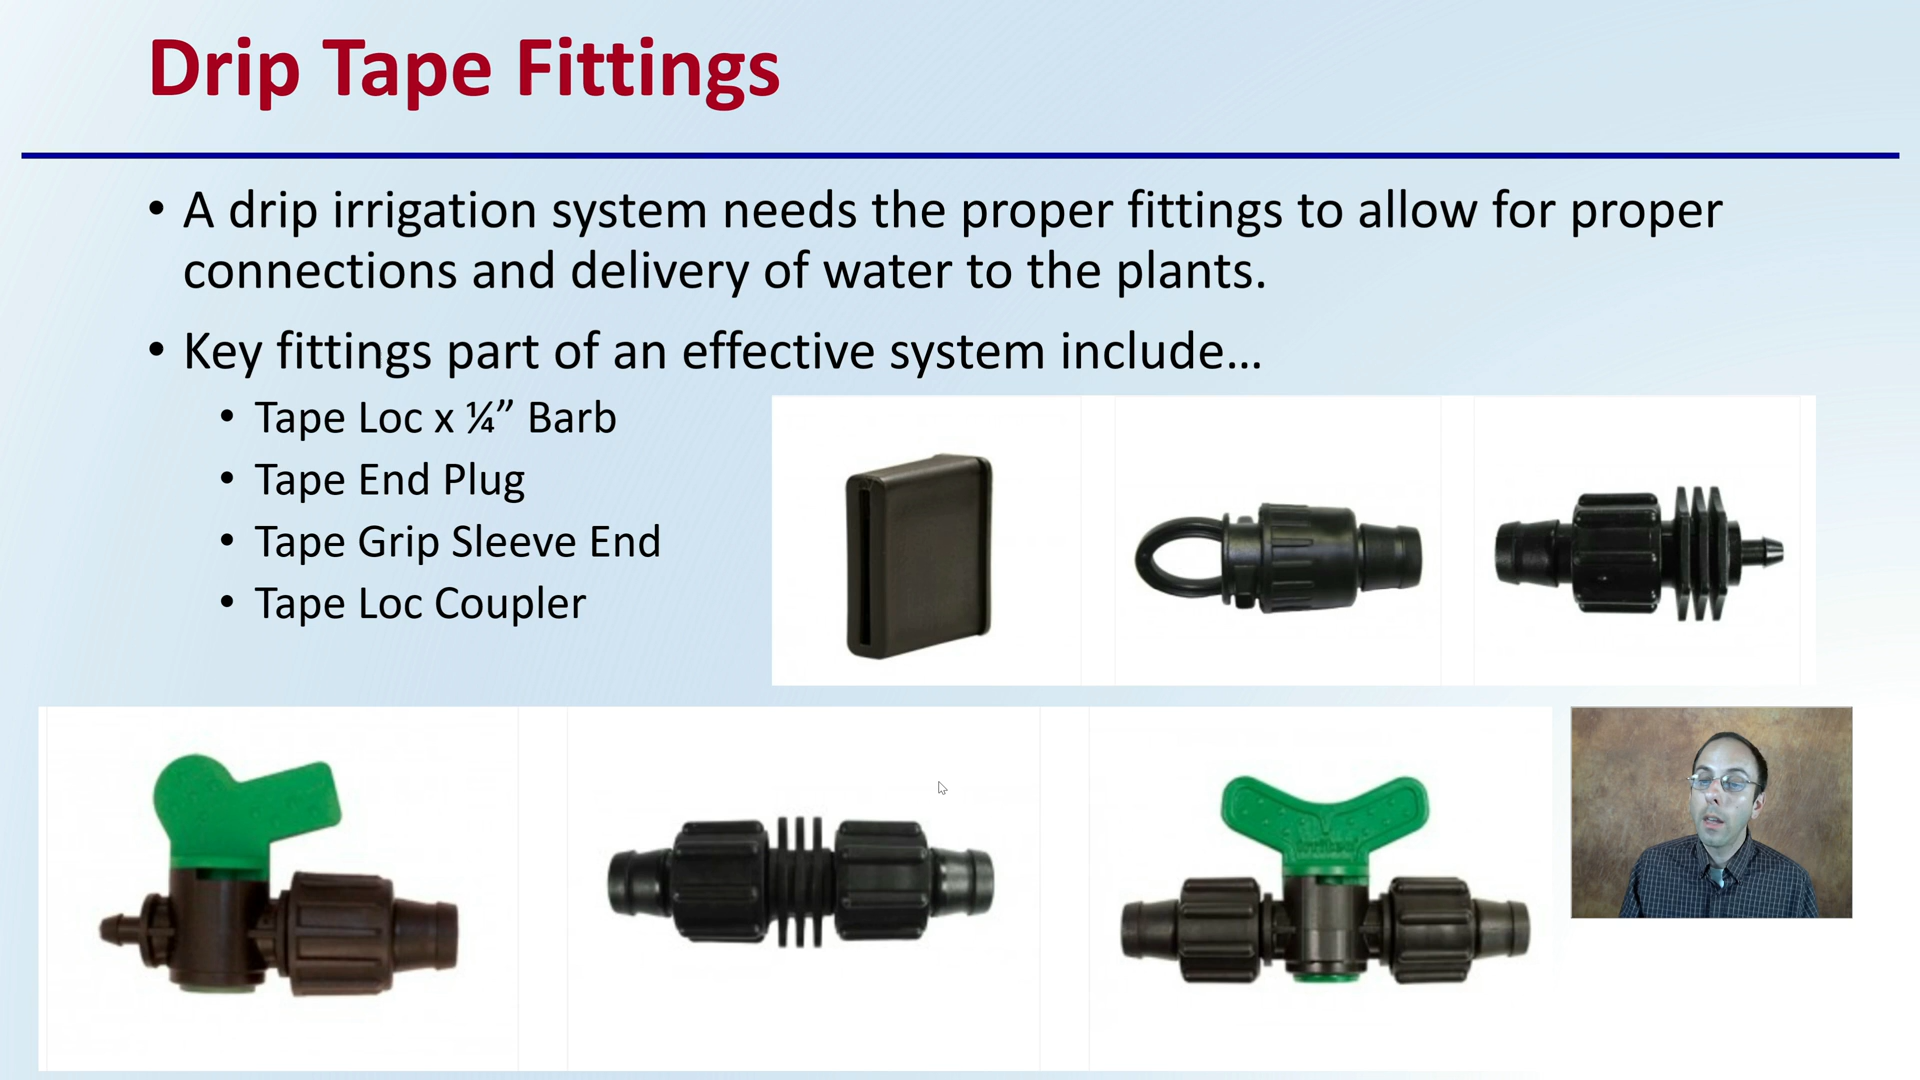 Drip Tape Fittings
• A drip irrigation system needs the proper fittings to allow for proper
connections and delivery of water to the plants.
• Key fittings part of an effective system include…
• Tape Loc x ¼” Barb
• Tape End Plug
• Tape Grip Sleeve End
• Tape Loc Coupler